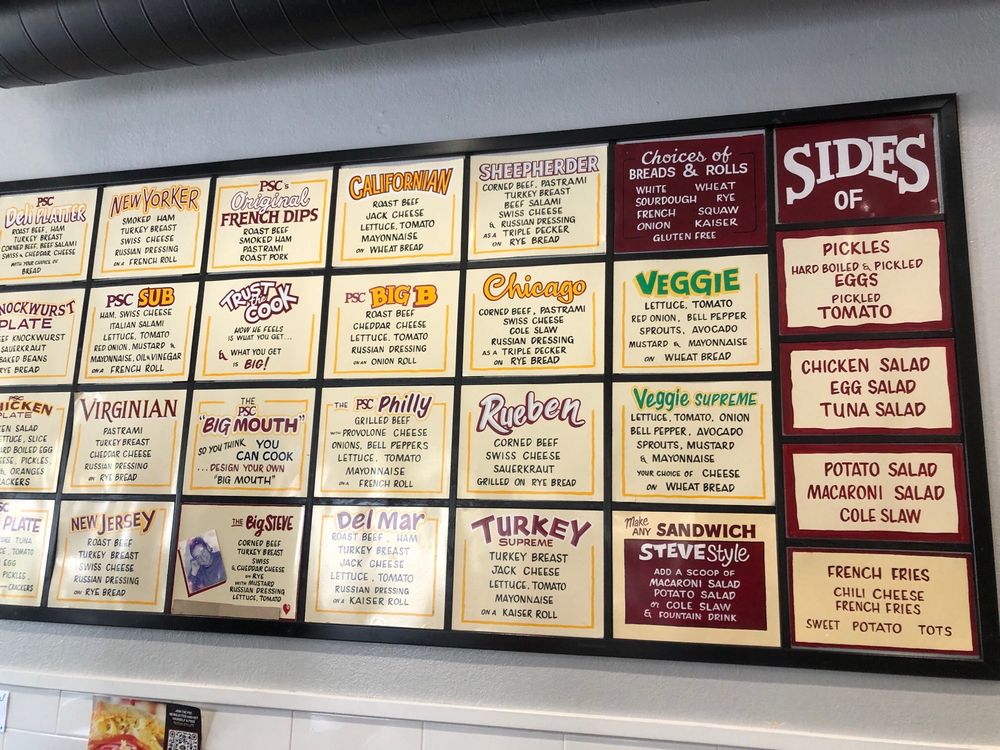 PSC
Deli PLATTER
ROAST BEEF, HAM
TURKEY BREAST
CORNED BEEF, BEEF SALAMI
SWISS & CHEDDAR CHEESE
WITH YOUR CHOICE OF
BREAD
NEW YORKER
SMOKED HAM
TURKEY BREAST
SWISS CHEESE
RUSSIAN DRESSING
ON A FRENCH ROLL
PSC's
Original
FRENCH DIPS
ROAST BEEF
SMOKED HAM
PASTRAMI
ROAST PORK
CALIFORNIAN
ROAST BEEF
JACK CHEESE
LETTUCE, TOMATO
MAYONNAISE
ON WHEAT BREAD
SHEEPHERDER
CORNED BEEF, PASTRAMI
TURKEY BREAST
BEEF SALAMI
SWISS CHEESE
& RUSSIAN DRESSING
AS A TRIPLE DECKER
ON RYE BREAD
Choices of
BREADS & ROLLS
WHITE WHEAT
SOURDOUGH RYE
FRENCH SQUAW
ONION KAISER
GLUTEN FREE
SIDES
OF
KNOCKWURST
PLATE
KNOCKWURST
SAUERKRAUT
BAKED BEANS
RYE BREAD
PSC SUB
HAM, SWISS CHEESE
ITALIAN SALAMI
LETTUCE, TOMATO
RED ONION, MUSTARD &
MAYONNAISE, OIL & VINEGAR
ON A FRENCH ROLL
TRUST
the
COOK
HOW HE FEELS
IS WHAT YOU GET...
& WHAT YOU GET
IS BIG!
PSC BIG B
ROAST BEEF
CHEDDAR CHEESE
LETTUCE, TOMATO
RUSSIAN DRESSING
ON AN ONION ROLL
Chicago
CORNED BEEF, PASTRAMI
SWISS CHEESE
COLE SLAW
RUSSIAN DRESSING
AS A TRIPLE DECKER
ON RYE BREAD
VEGGIE
LETTUCE, TOMATO
RED ONION, BELL PEPPER
SPROUTS, AVOCADO
MUSTARD & MAYONNAISE
ON WHEAT BREAD
PICKLES
HARD BOILED & PICKLED
EGGS
PICKLED
TOMATO
PSC
CHICKEN
PLATE
SALAD
LETTUCE, SLICE
HARD BOILED EGG
CHEESE, PICKLES,
& ORANGES
CRACKERS
VIRGINIAN
PASTRAMI
TURKEY BREAST
CHEDDAR CHEESE
RUSSIAN DRESSING
ON RYE BREAD
THE
PSC
"BIG MOUTH"
SO YOU THINK YOU
CAN COOK
...DESIGN YOUR OWN
"BIG MOUTH"
THE PSC Philly
GRILLED BEEF
WITH PROVOLONE CHEESE
ONIONS, BELL PEPPERS
LETTUCE, TOMATO
MAYONNAISE
ON A FRENCH ROLL
Rueben
CORNED BEEF
SWISS CHEESE
SAUERKRAUT
GRILLED ON RYE BREAD
Veggie SUPREME
LETTUCE, TOMATO, ONION
BELL PEPPER, AVOCADO
SPROUTS, MUSTARD
& MAYONNAISE
YOUR CHOICE OF CHEESE
ON WHEAT BREAD
CHICKEN SALAD
EGG SALAD
TUNA SALAD
POTATO SALAD
MACARONI SALAD
COLE SLAW
PLATE
TUNA
TOMATO
EGG
PICKLES,
CRACKERS
NEW JERSEY
ROAST BEEF
TURKEY BREAST
SWISS CHEESE
RUSSIAN DRESSING
ON RYE BREAD
THE Big STEVE
CORNED BEEF
TURKEY BREAST
SWISS
& CHEDDAR CHEESE
ON RYE
WITH MUSTARD
RUSSIAN DRESSING
LETTUCE, TOMATO
Del Mar
ROAST BEEF, HAM
TURKEY BREAST
JACK CHEESE
LETTUCE, TOMATO
RUSSIAN DRESSING
ON A KAISER ROLL
TURKEY
SUPREME
TURKEY BREAST
JACK CHEESE
LETTUCE, TOMATO
MAYONNAISE
ON A KAISER ROLL
Make
ANY SANDWICH
STEVE Style
ADD A SCOOP OF
MACARONI SALAD
POTATO SALAD
or COLE SLAW
& FOUNTAIN DRINK
FRENCH FRIES
CHILI CHEESE
FRENCH FRIES
SWEET POTATO TOTS